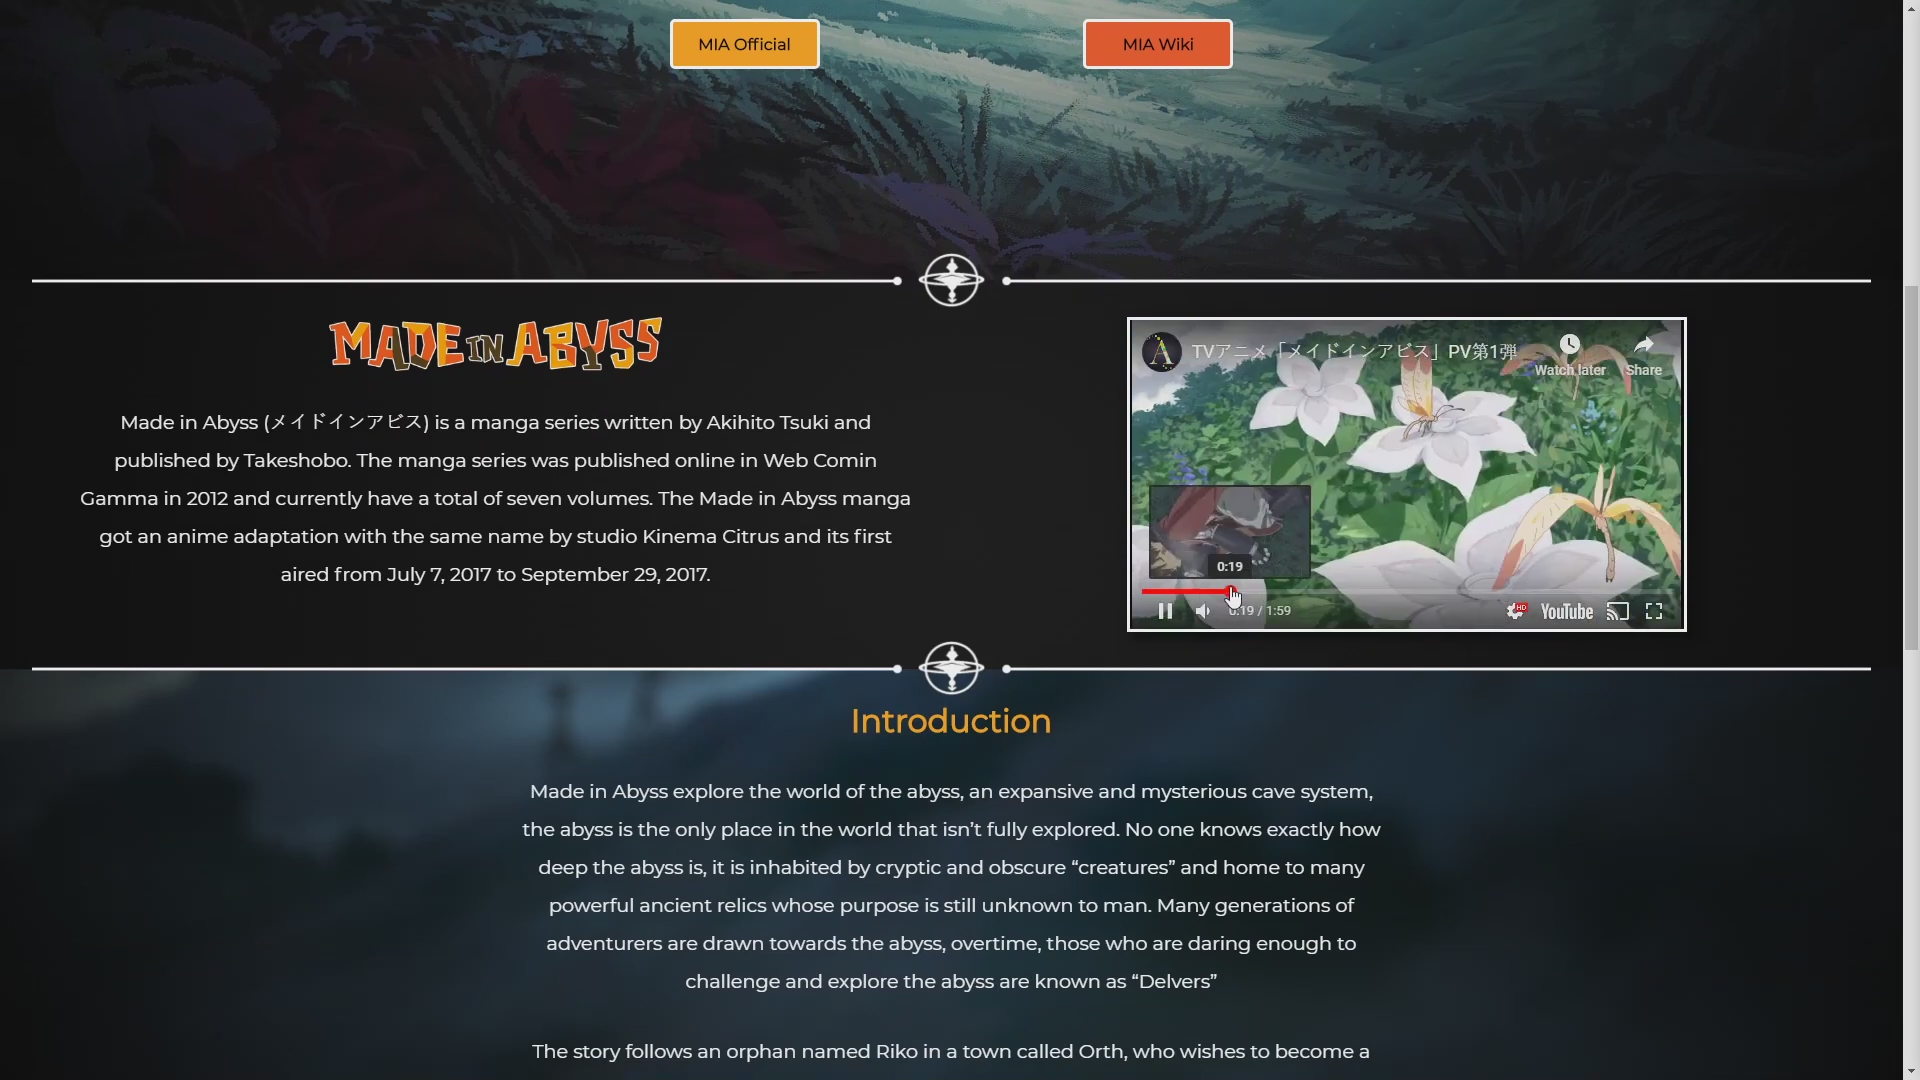 MIA Official
MIA Wiki
MADE IN ABYSS
Made in Abyss (メイドインアビス) is a manga series written by Akihito Tsuki and
published by Takeshobo. The manga series was published online in Web Comin
Gamma in 2012 and currently have a total of seven volumes. The Made in Abyss manga
got an anime adaptation with the same name by studio Kinema Citrus and its first
aired from July 7, 2017 to September 29, 2017.
TVアニメ「メイドインアビス」PV第1弾
Watch later
Share
0:19
0:19 / 1:59
HD
YouTube
Introduction
Made in Abyss explore the world of the abyss, an expansive and mysterious cave system,
the abyss is the only place in the world that isn’t fully explored. No one knows exactly how
deep the abyss is, it is inhabited by cryptic and obscure “creatures” and home to many
powerful ancient relics whose purpose is still unknown to man. Many generations of
adventurers are drawn towards the abyss, overtime, those who are daring enough to
challenge and explore the abyss are known as “Delvers”
The story follows an orphan named Riko in a town called Orth, who wishes to become a